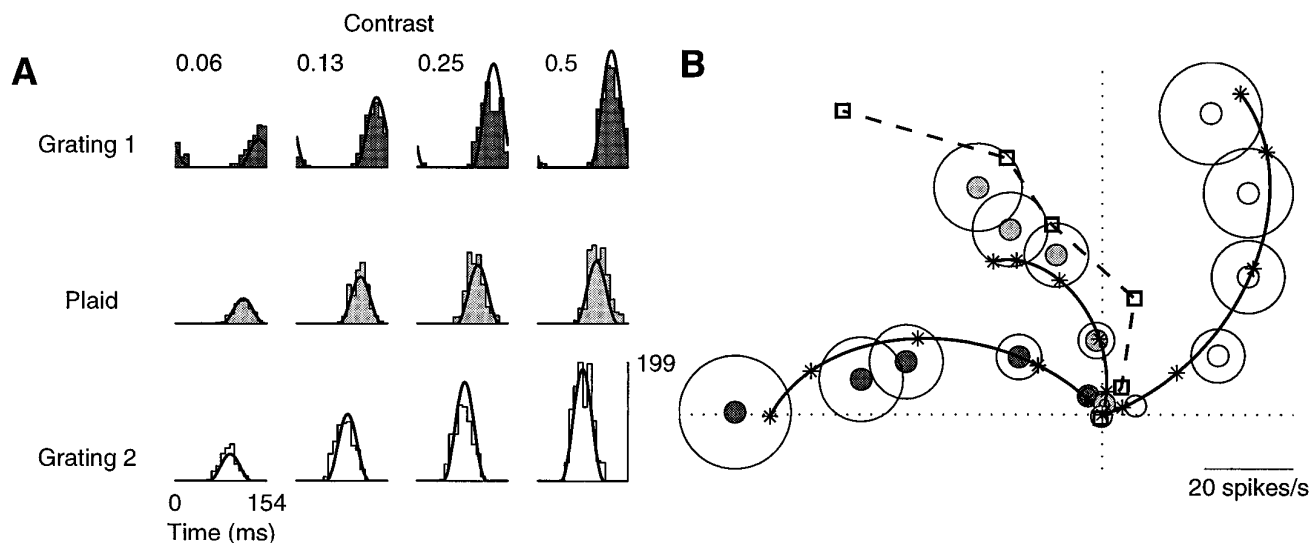 Contrast
A
0.06 0.13 0.25 0.5
B
Grating 1
Plaid
199
Grating 2
0 154
Time (ms)
20 spikes/s